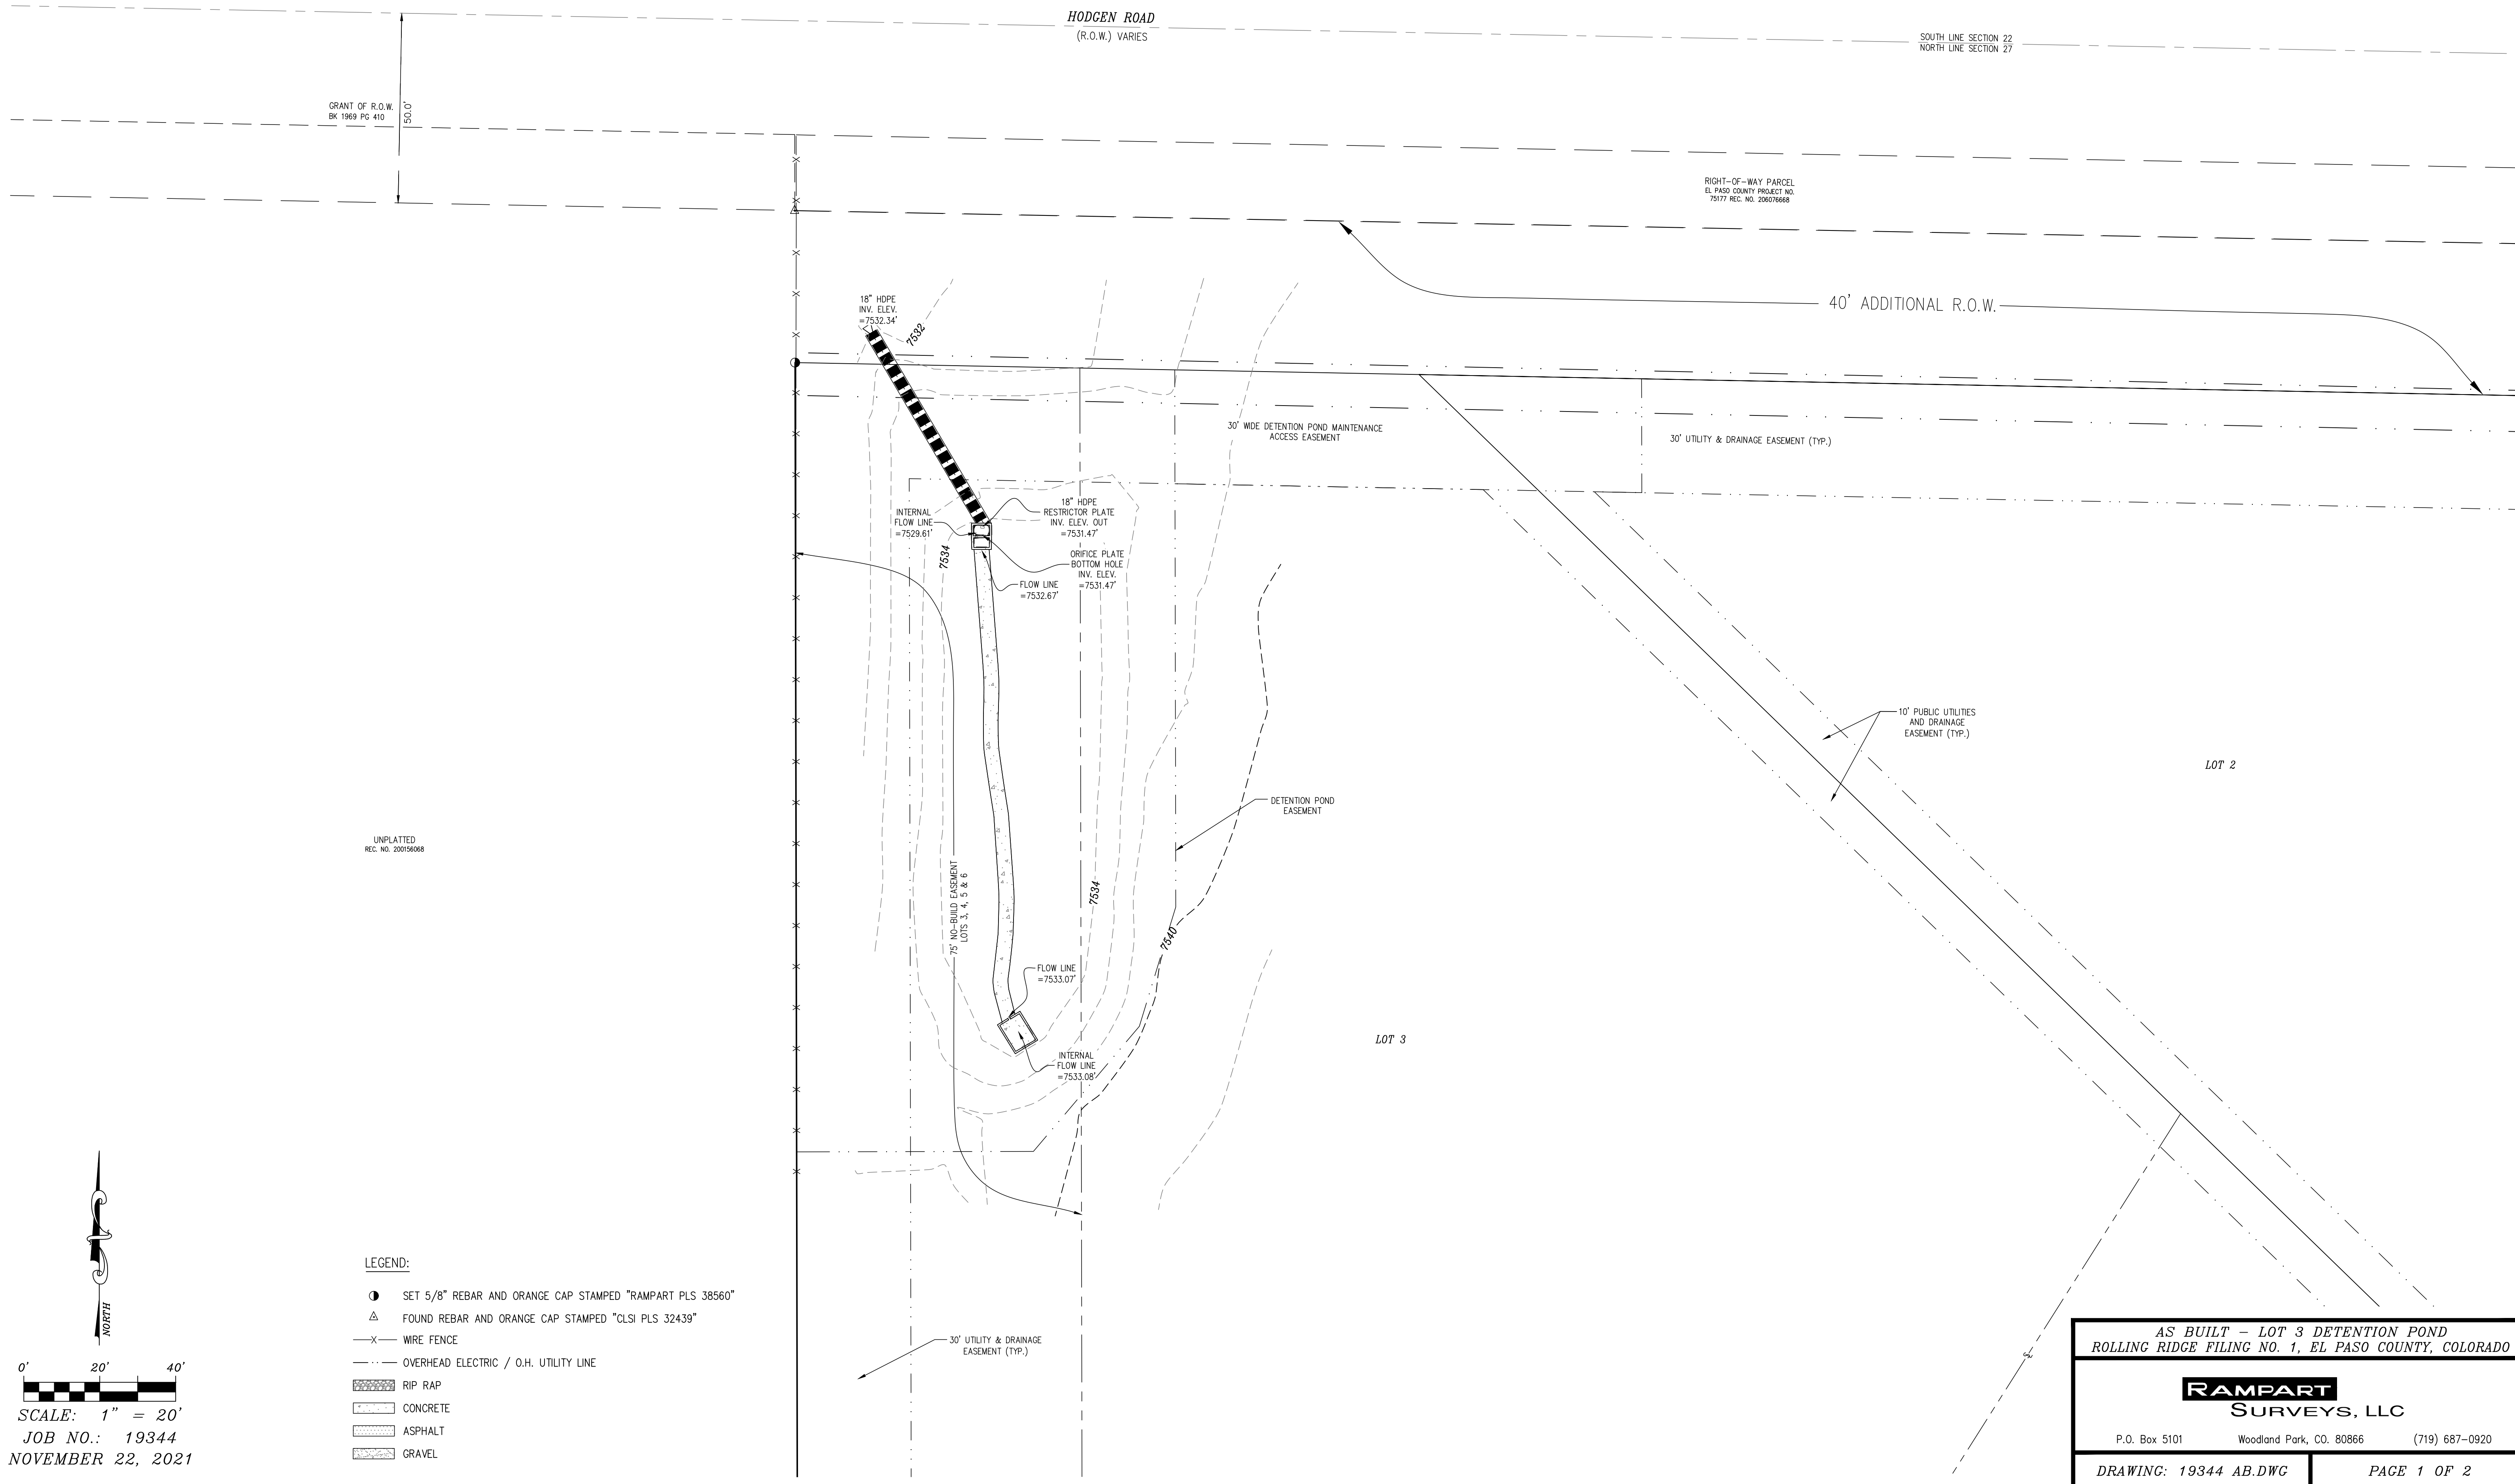 HODGEN ROAD
(R.O.W.) VARIES
SOUTH LINE SECTION 22
NORTH LINE SECTION 27
GRANT OF R.O.W.
BK 1969 PG 410
50.0'
RIGHT-OF-WAY PARCEL
EL PASO COUNTY PROJECT NO.
75177 REC. NO. 206076668
40' ADDITIONAL R.O.W.
18" HDPE
INV. ELEV.
=7532.34'
7532
30' WIDE DETENTION POND MAINTENANCE
ACCESS EASEMENT
30' UTILITY & DRAINAGE EASEMENT (TYP.)
INTERNAL
FLOW LINE
=7529.61'
18" HDPE
RESTRICTOR PLATE
INV. ELEV. OUT
=7531.47'
ORIFICE PLATE
BOTTOM HOLE
INV. ELEV.
=7531.47'
7534
FLOW LINE
=7532.67'
10' PUBLIC UTILITIES
AND DRAINAGE
EASEMENT (TYP.)
LOT 2
DETENTION POND
EASEMENT
UNPLATTED
REC. NO. 200156068
75' NO-BUILD EASEMENT
LOTS 3, 4, 5 & 6
7534
7540
FLOW LINE
=7533.07'
LOT 3
INTERNAL
FLOW LINE
=7533.08'
NORTH
LEGEND:
SET 5/8" REBAR AND ORANGE CAP STAMPED "RAMPART PLS 38560"
FOUND REBAR AND ORANGE CAP STAMPED "CLSI PLS 32439"
X WIRE FENCE
OVERHEAD ELECTRIC / O.H. UTILITY LINE
RIP RAP
CONCRETE
ASPHALT
GRAVEL
30' UTILITY & DRAINAGE
EASEMENT (TYP.)
0' 20' 40'
SCALE: 1" = 20'
JOB NO.: 19344
NOVEMBER 22, 2021
AS BUILT - LOT 3 DETENTION POND
ROLLING RIDGE FILING NO. 1, EL PASO COUNTY, COLORADO
RAMPART
SURVEYS, LLC
P.O. Box 5101 Woodland Park, CO. 80866 (719) 687-0920
DRAWING: 19344 AB.DWG PAGE 1 OF 2